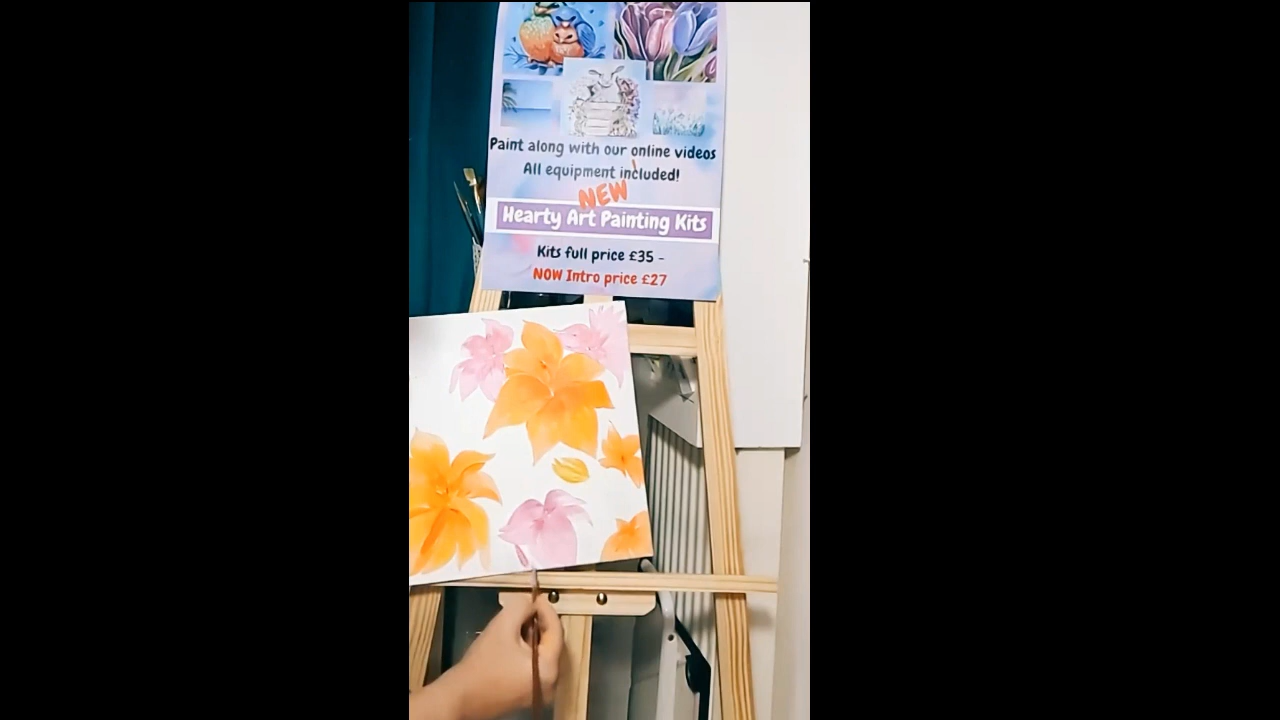 Paint along with our online videos
All equipment included!
NEW
Hearty Art Painting Kits
Kits full price £35 -
NOW Intro price £27